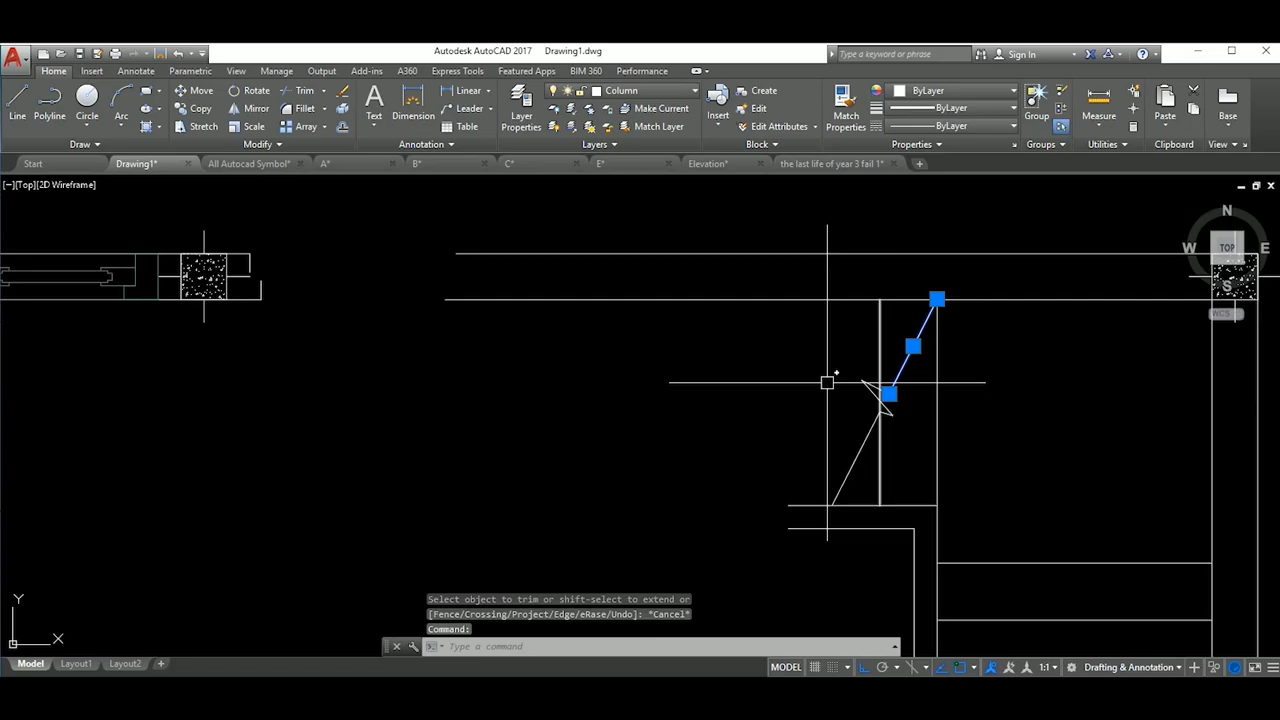 Autodesk AutoCAD 2017 Drawing1.dwg
Type a keyword or phrase
Sign In
Home Insert Annotate Parametric View Manage Output Add-ins A360 Express Tools Featured Apps BIM 360 Performance
Line
Polyline
Circle
Arc
Move
Rotate
Trim
Copy
Mirror
Fillet
Stretch
Scale
Array
Text
Dimension
Linear
Leader
Table
Layer
Properties
Column
Make Current
Match Layer
Insert
Create
Edit
Edit Attributes
Match
Properties
ByLayer
ByLayer
ByLayer
Group
Measure
Paste
Base
Draw
Modify
Annotation
Layers
Block
Properties
Groups
Utilities
Clipboard
View
Start Drawing1* All Autocad Symbol* A* B* C* E* Elevation* the last life of year 3 fail 1*
[−][Top][2D Wireframe]
N
W TOP E
S
WCS
Select object to trim or shift-select to extend or
[Fence/Crossing/Project/Edge/eRase/Undo]: *Cancel*
Command:
Type a command
Y
X
Model Layout1 Layout2
MODEL
1:1
Drafting & Annotation